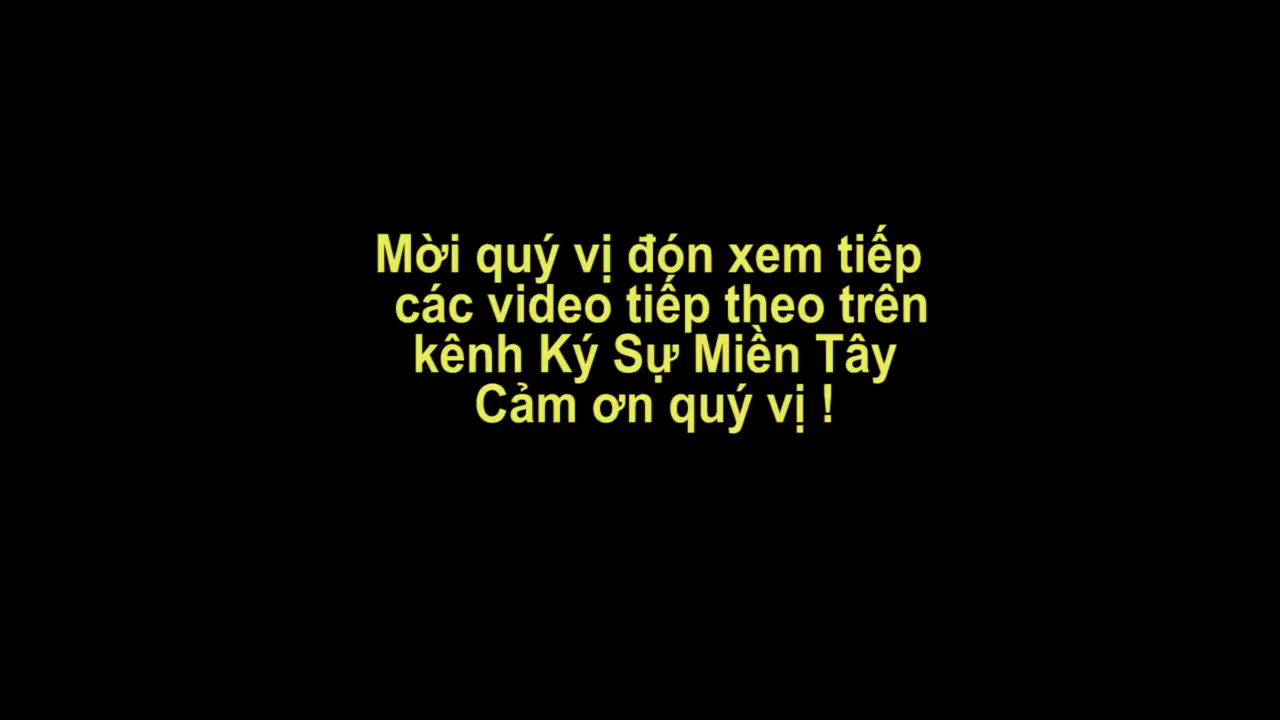 Mời quý vị đón xem tiếp
các video tiếp theo trên
kênh Ký Sự Miền Tây
Cảm ơn quý vị !